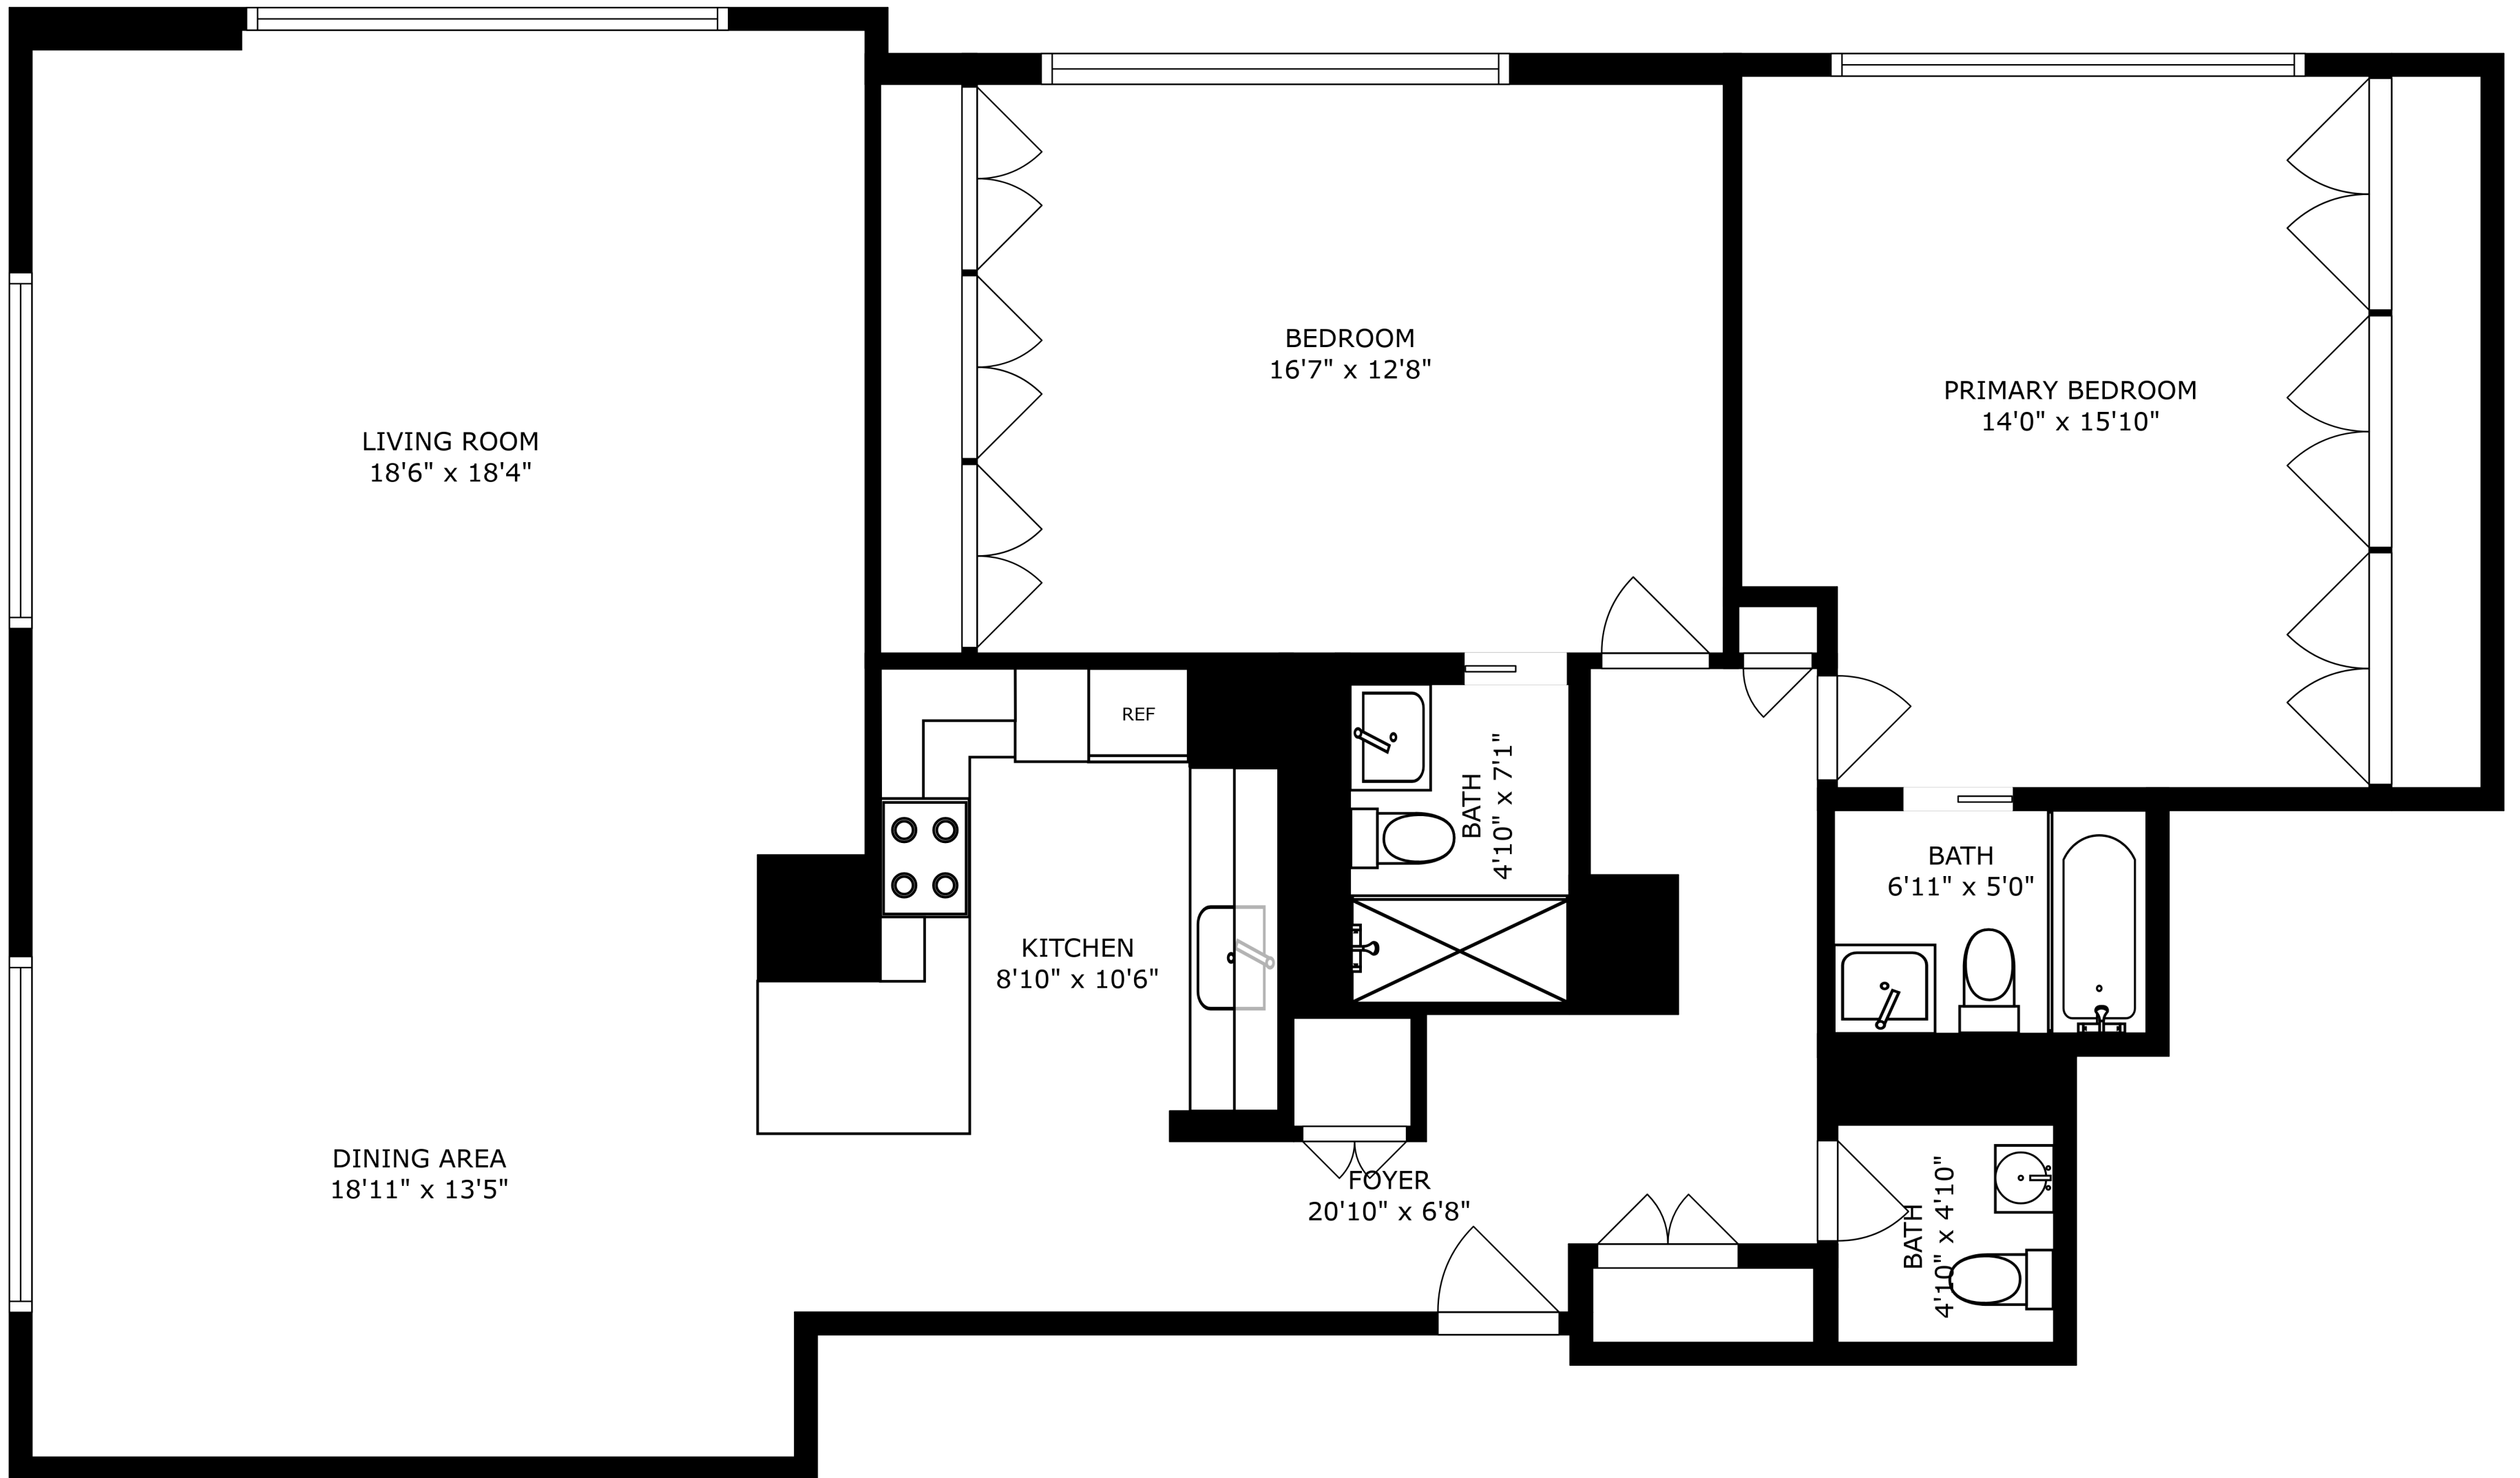 BEDROOM
16'7" x 12'8"
PRIMARY BEDROOM
14'0" x 15'10"
LIVING ROOM
18'6" x 18'4"
REF
BATH
4'10" x 7'1"
BATH
6'11" x 5'0"
KITCHEN
8'10" x 10'6"
DINING AREA
18'11" x 13'5"
FOYER
20'10" x 6'8"
BATH
4'10" x 4'10"